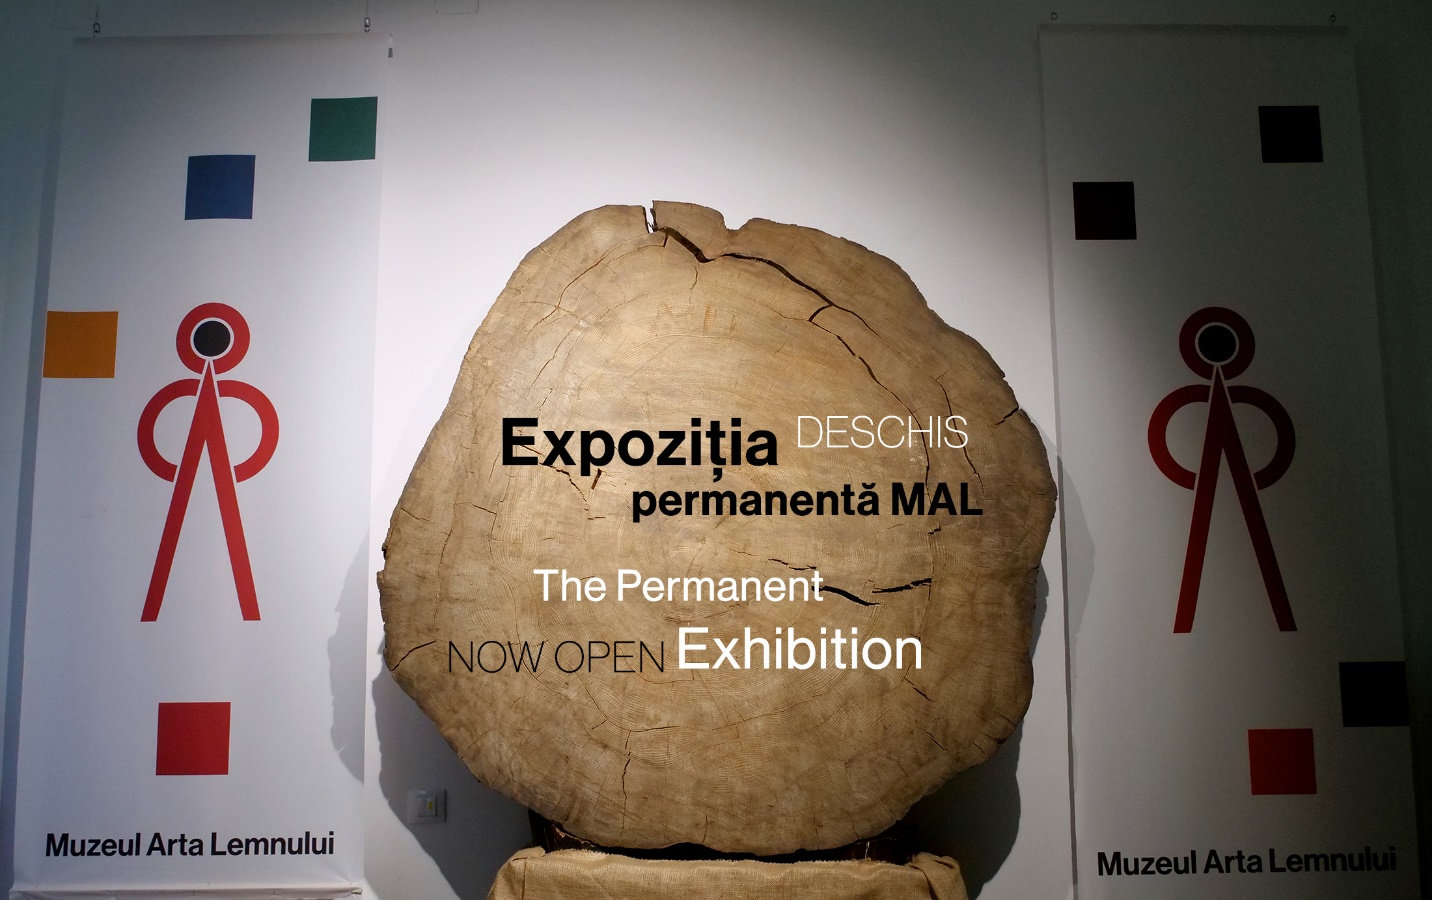 Expoziția DESCHIS
permanentă MAL
The Permanent
NOW OPEN Exhibition
Muzeul Arta Lemnului
Muzeul Arta Lemnului